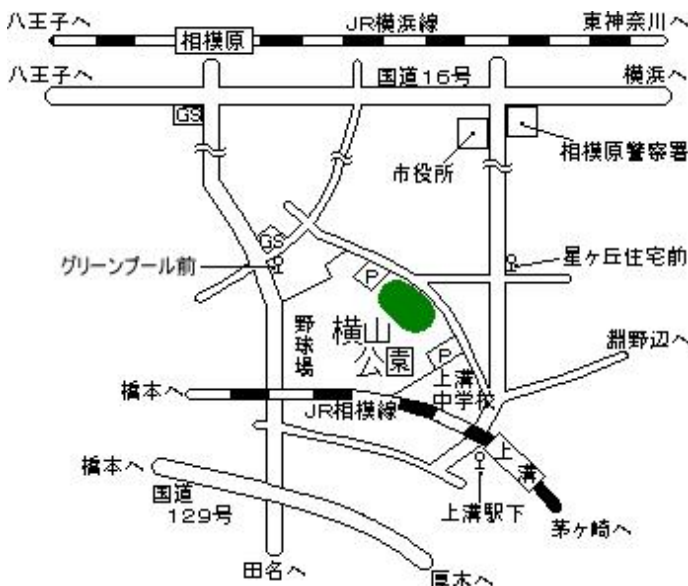 八王子へ
JR横浜線
東神奈川へ
相模原
八王子へ
国道16号
横浜へ
GS
市役所
相模原警察署
GS
グリーンプール前
星ヶ丘住宅前
P
野球場
横山
公園
P
淵野辺へ
上溝
中学校
橋本へ
JR相模線
上溝
橋本へ
国道
129号
上溝駅下
茅ヶ崎へ
田名へ
厚木へ